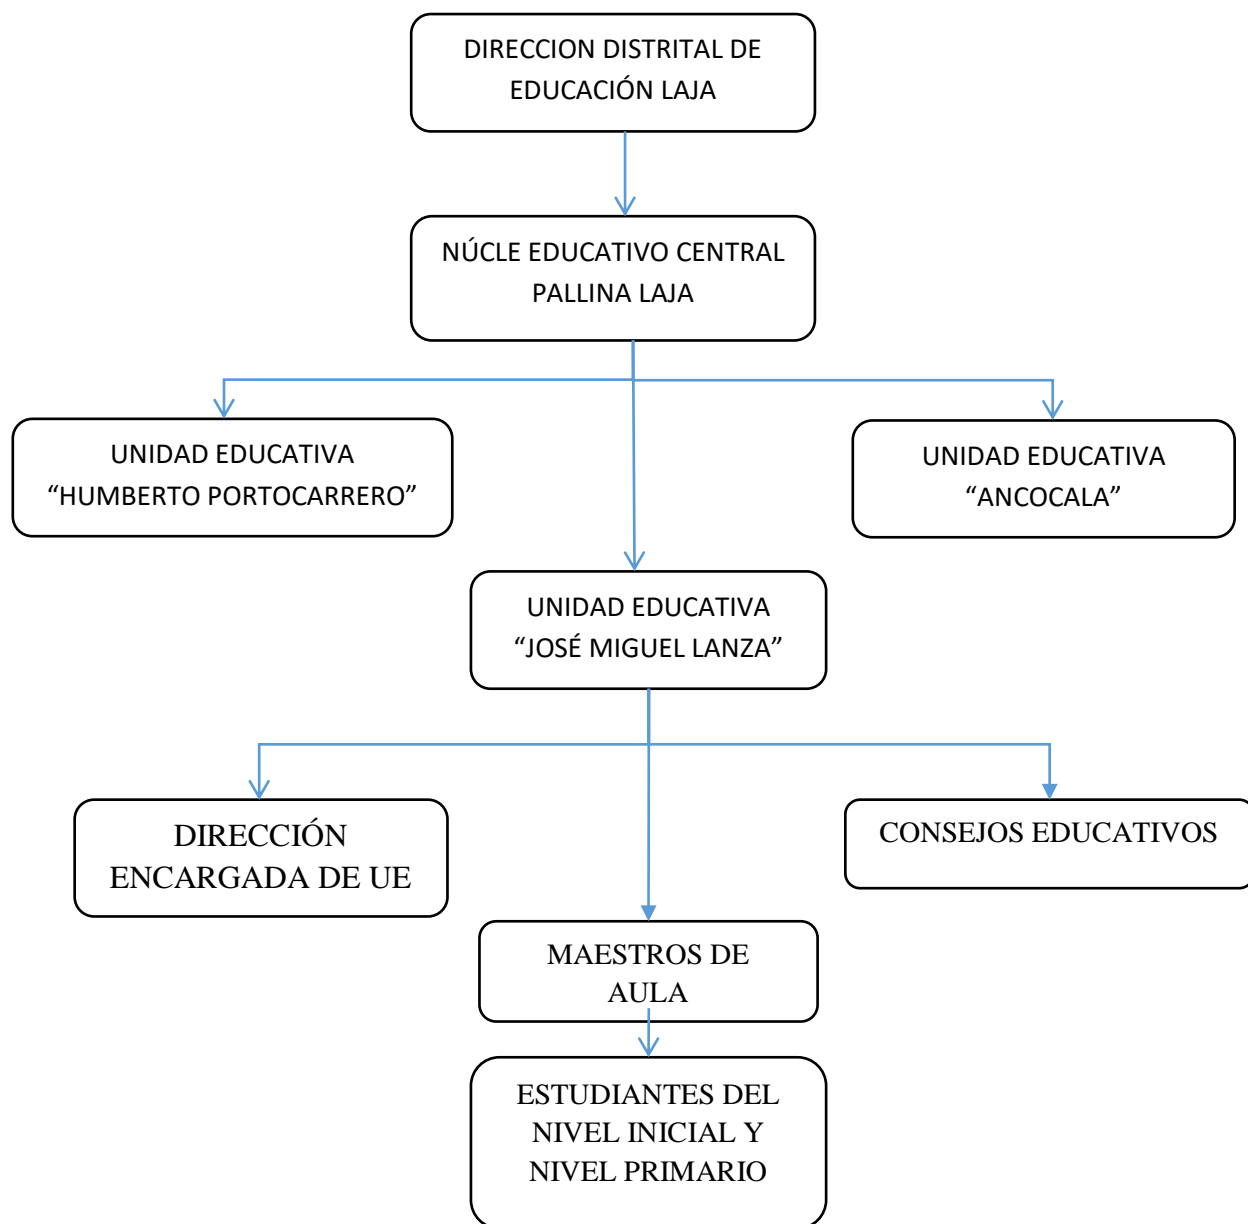 DIRECCION DISTRITAL DE
EDUCACIÓN LAJA
NÚCLE EDUCATIVO CENTRAL
PALLINA LAJA
UNIDAD EDUCATIVA
“HUMBERTO PORTOCARRERO”
UNIDAD EDUCATIVA
“ANCOCALA”
UNIDAD EDUCATIVA
“JOSÉ MIGUEL LANZA”
DIRECCIÓN
ENCARGADA DE UE
CONSEJOS EDUCATIVOS
MAESTROS DE
AULA
ESTUDIANTES DEL
NIVEL INICIAL Y
NIVEL PRIMARIO